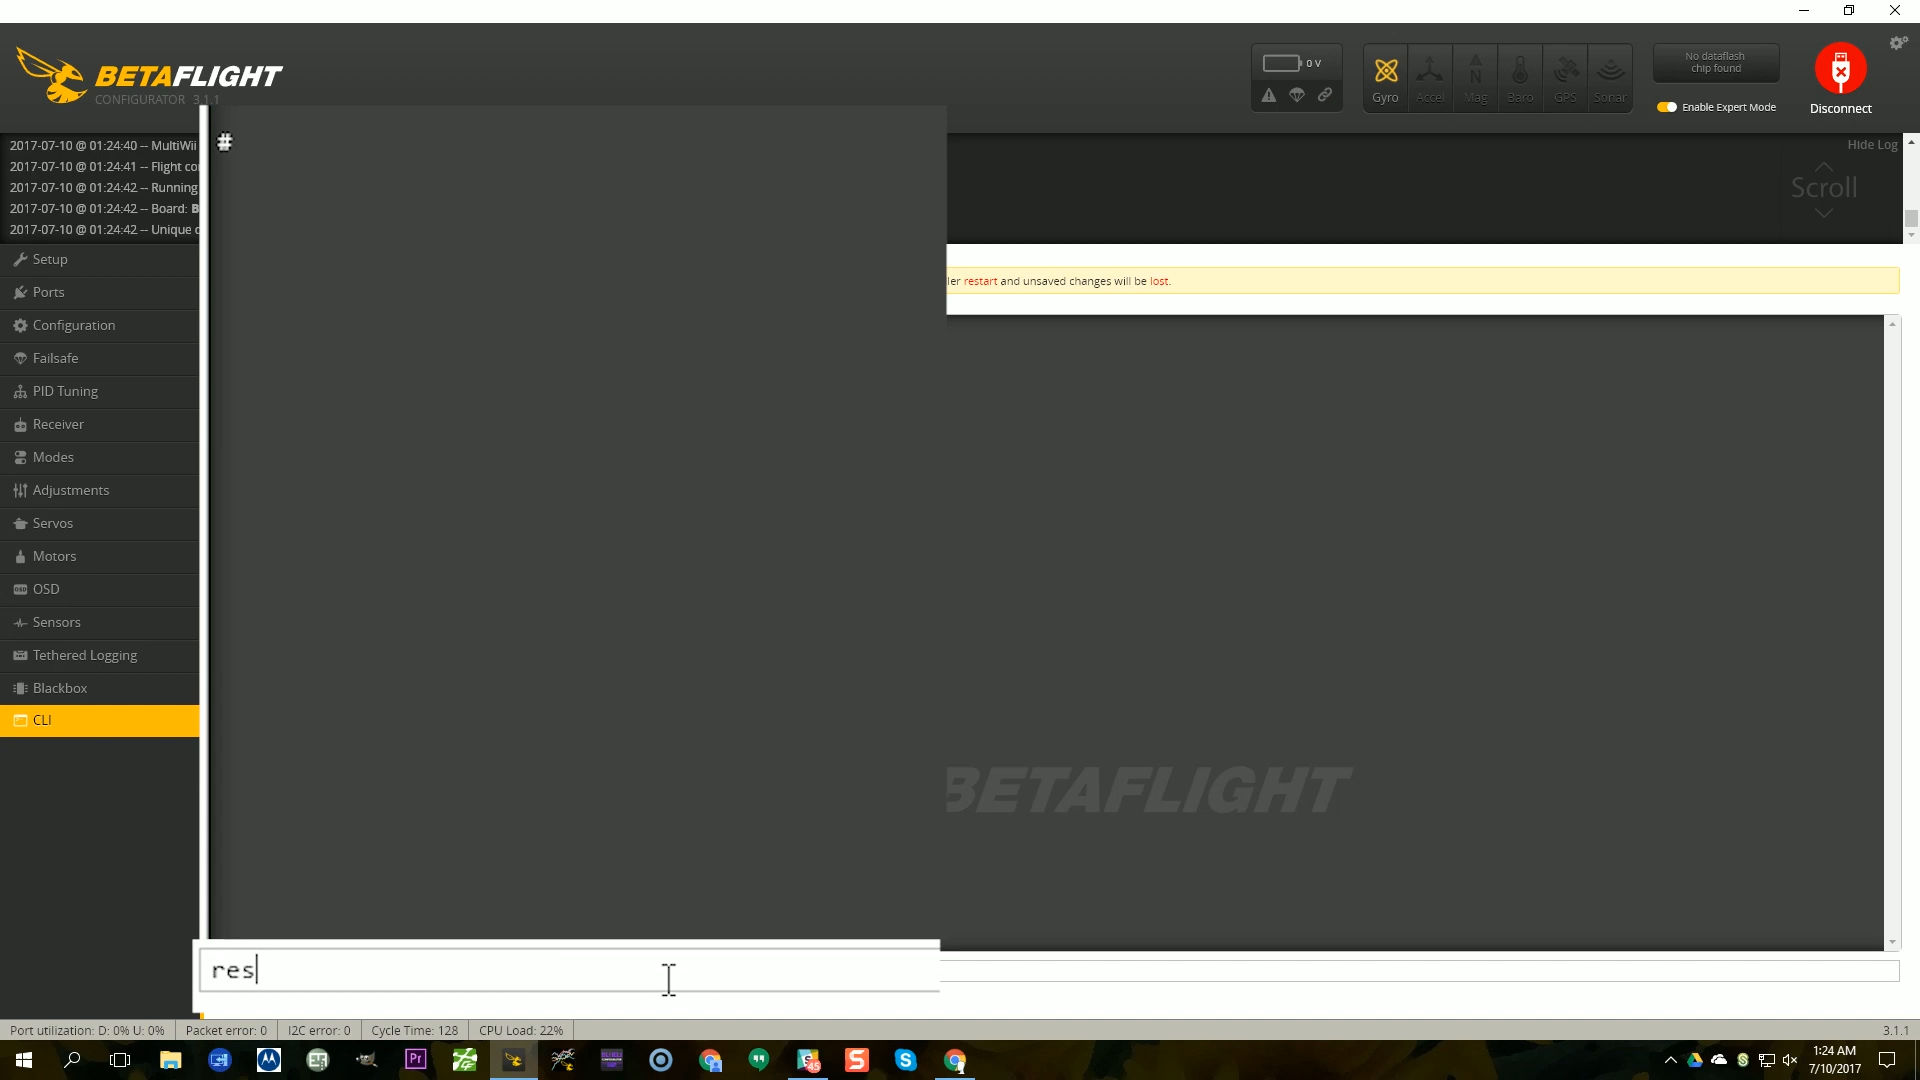 BETAFLIGHT
CONFIGURATOR 3.1.1
0 V
Gyro
Accel
Mag
Baro
GPS
Sonar
No dataflash
chip found
Enable Expert Mode
Disconnect
2017-07-10 @ 01:24:40 -- MultiWii
2017-07-10 @ 01:24:41 -- Flight co
2017-07-10 @ 01:24:42 -- Running
2017-07-10 @ 01:24:42 -- Board: B
2017-07-10 @ 01:24:42 -- Unique d
Hide Log
Scroll
#
ler restart and unsaved changes will be lost.
Setup
Ports
Configuration
Failsafe
PID Tuning
Receiver
Modes
Adjustments
Servos
Motors
OSD
Sensors
Tethered Logging
Blackbox
CLI
BETAFLIGHT
res
Port utilization: D: 0% U: 0%
Packet error: 0
I2C error: 0
Cycle Time: 128
CPU Load: 22%
3.1.1
Pr
45
1:24 AM
7/10/2017